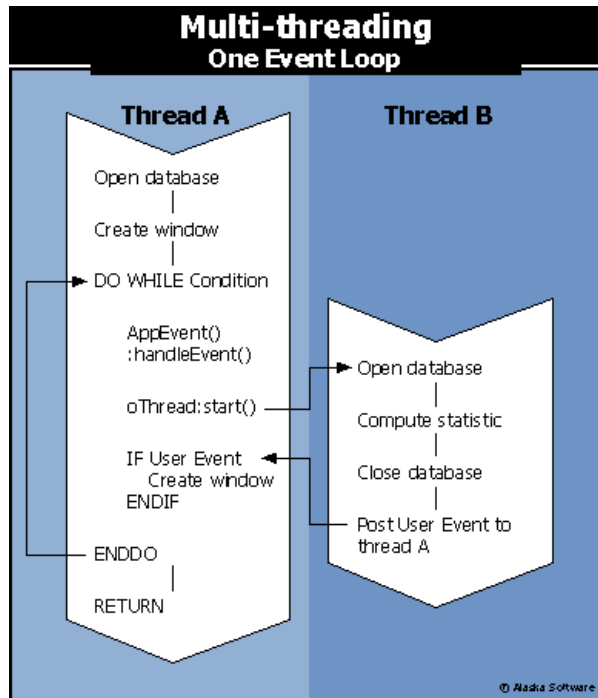 Multi-threading
One Event Loop
Thread A
Open database
Create window
DO WHILE Condition
AppEvent()
:handleEvent()
oThread:start()
IF User Event
Create window
ENDIF
ENDDO
RETURN
Thread B
Open database
Compute statistic
Close database
Post User Event to
thread A
© Alaska Software